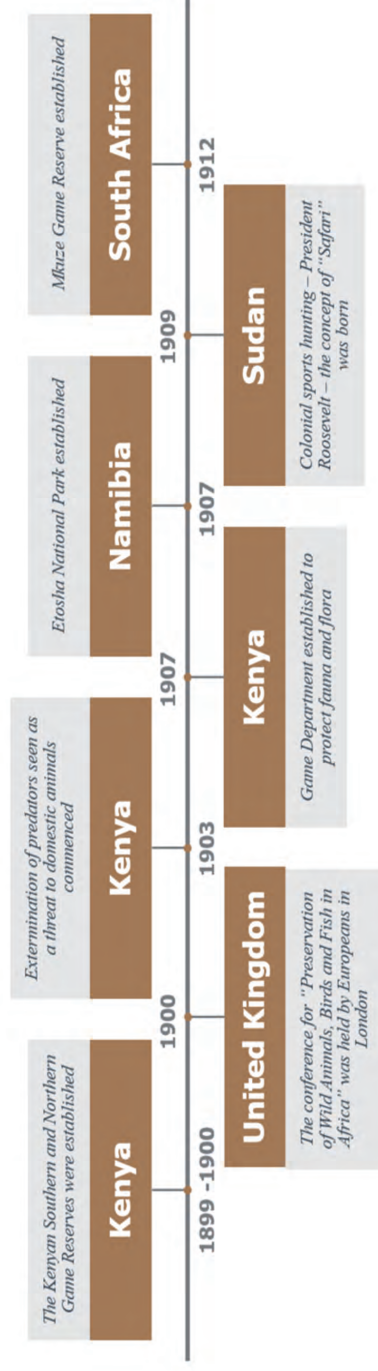 The Kenyan Southern and Northern
Game Reserves were established
Kenya
1899 -1900
1900
United Kingdom
The conference for "Preservation
of Wild Animals, Birds and Fish in
Africa" was held by Europeans in
London
Extermination of predators seen as
a threat to domestic animals
commenced
Kenya
1903
1907
Kenya
Game Department established to
protect fauna and flora
Etosha National Park established
Namibia
1907
1909
Sudan
Colonial sports hunting – President
Roosevelt – the concept of "Safari"
was born
Mkuze Game Reserve established
South Africa
1912